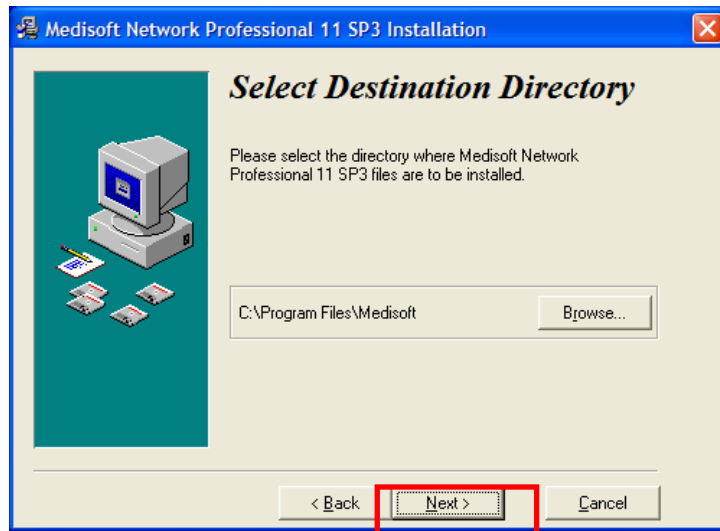 Medisoft Network Professional 11 SP3 Installation
Select Destination Directory
Please select the directory where Medisoft Network
Professional 11 SP3 files are to be installed.
C:\Program Files\Medisoft
Browse...
< Back
Next >
Cancel